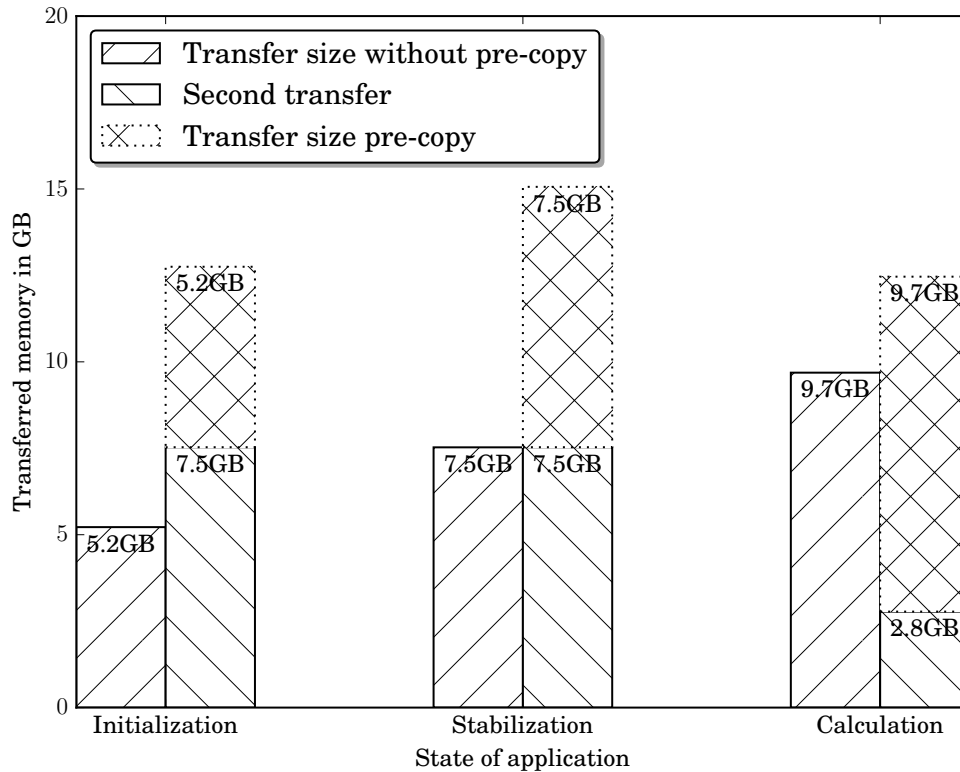 20
15
10
5
0
Transferred memory in GB
Transfer size without pre-copy
Second transfer
Transfer size pre-copy
5.2GB
5.2GB
7.5GB
7.5GB
7.5GB
7.5GB
9.7GB
9.7GB
2.8GB
Initialization
Stabilization
Calculation
State of application